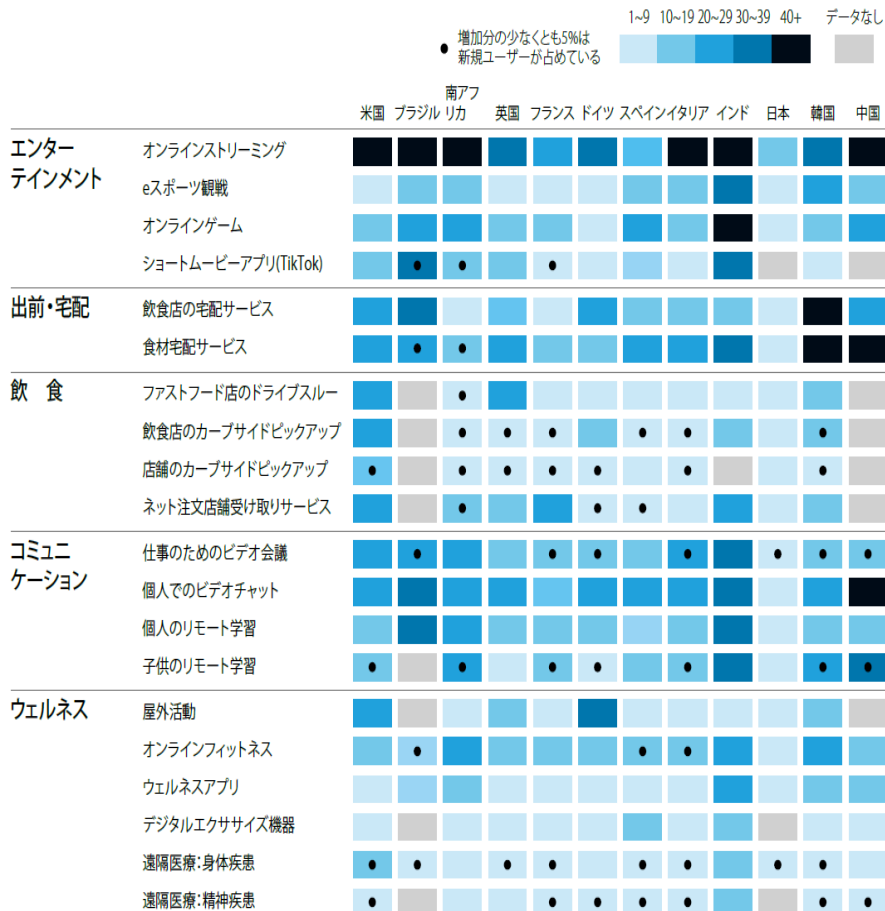 1~9 10~19 20~29 30~39 40+ データなし
● 増加分の少なくとも5%は
新規ユーザーが占めている
米国 ブラジル 南アフ
リカ 英国 フランス ドイツ スペイン イタリア インド 日本 韓国 中国
エンター
テインメント
オンラインストリーミング
eスポーツ観戦
オンラインゲーム
ショートムービーアプリ(TikTok)
出前・宅配
飲食店の宅配サービス
食材宅配サービス
飲 食
ファストフード店のドライブスルー
飲食店のカーブサイドピックアップ
店舗のカーブサイドピックアップ
ネット注文店舗受け取りサービス
コミュニ
ケーション
仕事のためのビデオ会議
個人でのビデオチャット
個人のリモート学習
子供のリモート学習
ウェルネス
屋外活動
オンラインフィットネス
ウェルネスアプリ
デジタルエクササイズ機器
遠隔医療:身体疾患
遠隔医療:精神疾患